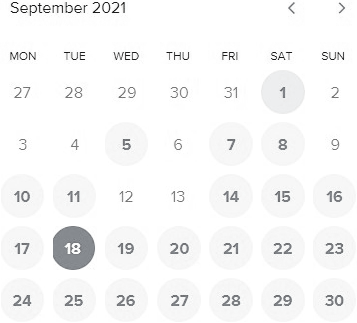 September 2021
MON TUE WED THU FRI SAT SUN
27 28 29 30 31 1 2
3 4 5 6 7 8 9
10 11 12 13 14 15 16
17 18 19 20 21 22 23
24 25 26 27 28 29 30